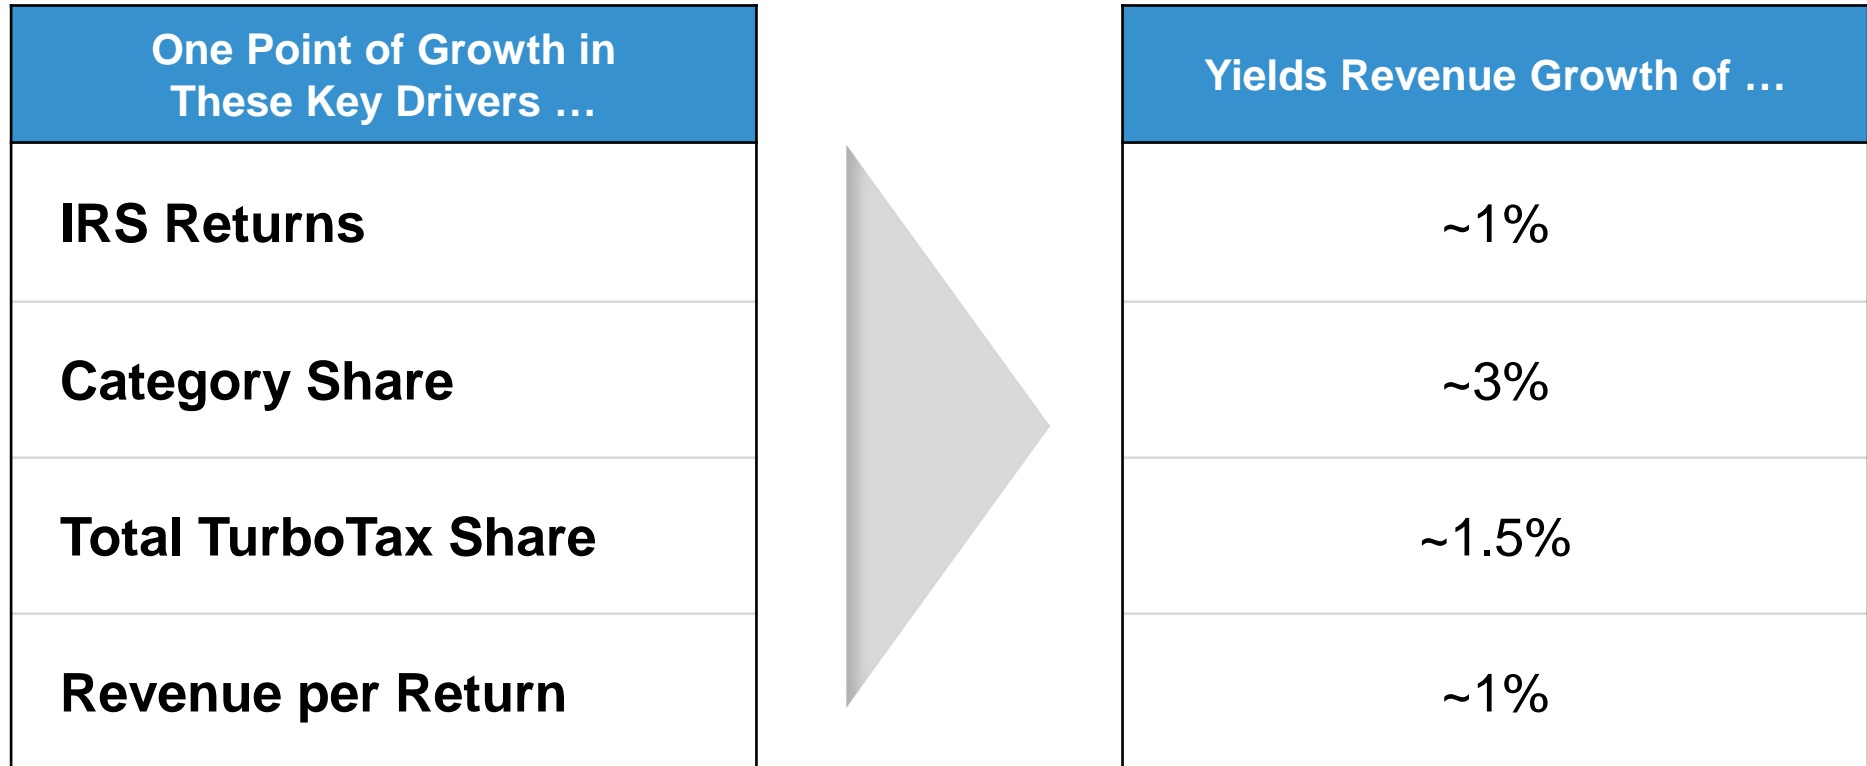 One Point of Growth in
These Key Drivers …
Yields Revenue Growth of …
IRS Returns
~1%
Category Share
~3%
Total TurboTax Share
~1.5%
Revenue per Return
~1%